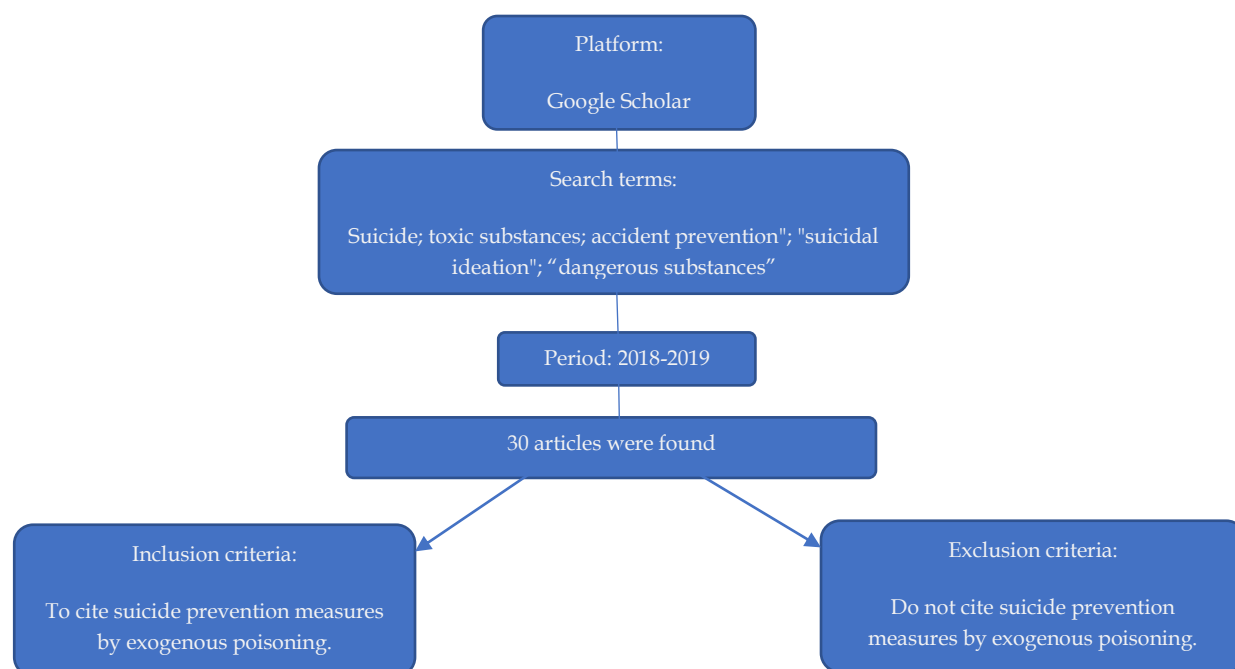 Platform:
Google Scholar
Search terms:
Suicide; toxic substances; accident prevention"; "suicidal
ideation"; “dangerous substances”
Period: 2018-2019
30 articles were found
Inclusion criteria:
To cite suicide prevention measures
by exogenous poisoning.
Exclusion criteria:
Do not cite suicide prevention
measures by exogenous poisoning.